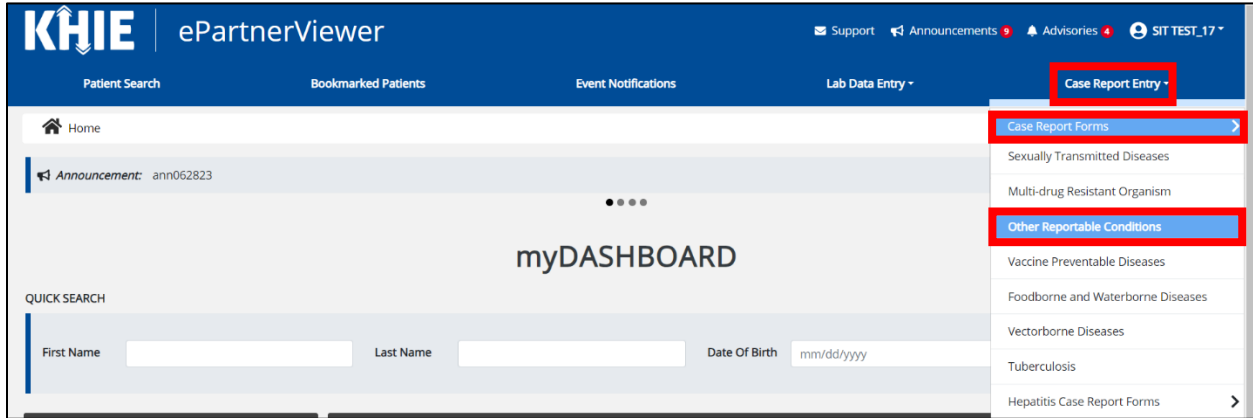 KHIE ePartnerViewer
Support Announcements 9 Advisories 4 SIT TEST_17
Patient Search Bookmarked Patients Event Notifications Lab Data Entry Case Report Entry
Home
Case Report Forms
Sexually Transmitted Diseases
Announcement: ann062823
Multi-drug Resistant Organism
Other Reportable Conditions
myDASHBOARD
Vaccine Preventable Diseases
QUICK SEARCH
Foodborne and Waterborne Diseases
Vectorborne Diseases
First Name Last Name Date Of Birth mm/dd/yyyy
Tuberculosis
Hepatitis Case Report Forms